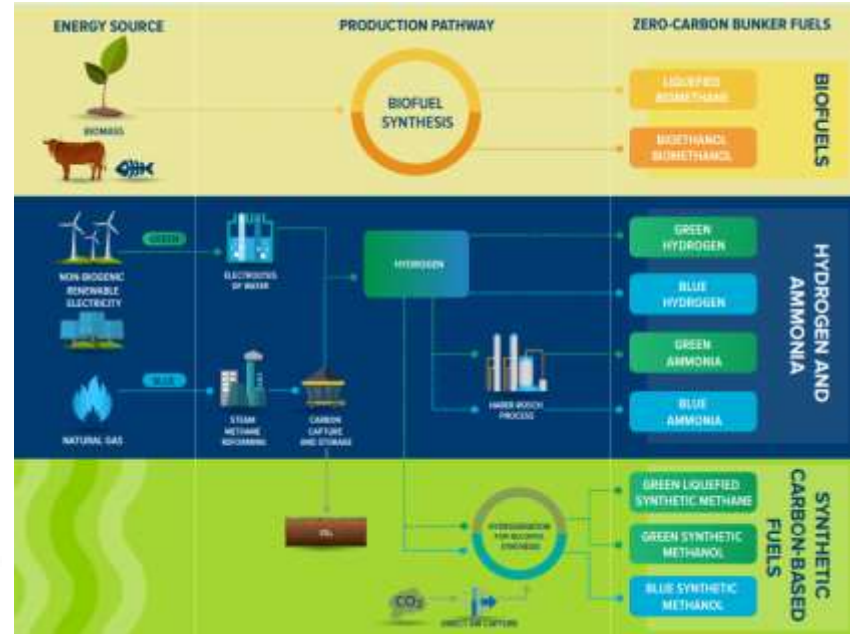 ENERGY SOURCE
PRODUCTION PATHWAY
ZERO-CARBON BUNKER FUELS
BIOMASS
BIOFUEL
SYNTHESIS
LIQUEFIED
BIOMETHANE
BIOETHANOL
BIOMETHANOL
BIOFUELS
GREEN
NON-BIOGENIC
RENEWABLE
ELECTRICITY
ELECTROLYSIS
OF WATER
HYDROGEN
GREEN
HYDROGEN
BLUE
HYDROGEN
GREEN
AMMONIA
BLUE
AMMONIA
HYDROGEN AND
AMMONIA
BLUE
NATURAL GAS
STEAM
METHANE
REFORMING
CARBON
CAPTURE
AND STORAGE
HABER-BOSCH
PROCESS
CO₂
CO₂
DIRECT AIR CAPTURE
SYNTHESIS
GREEN LIQUEFIED
SYNTHETIC METHANE
GREEN SYNTHETIC
METHANOL
BLUE SYNTHETIC
METHANOL
SYNTHETIC
CARBON-BASED
FUELS